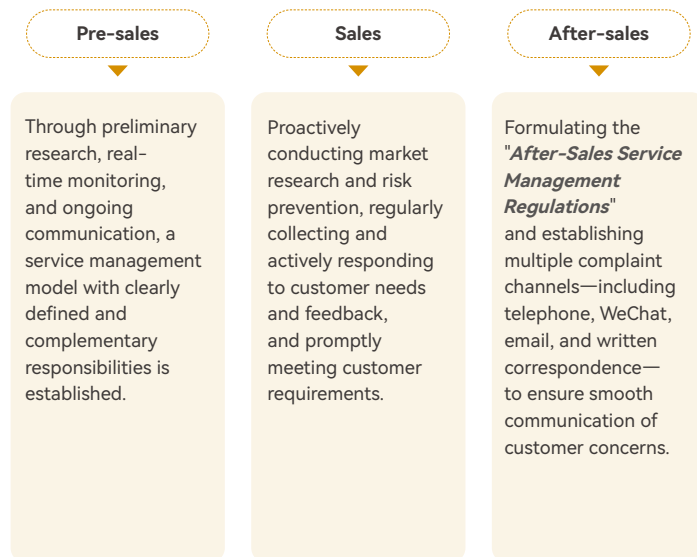 Pre-sales
Through preliminary
research, real-
time monitoring,
and ongoing
communication, a
service management
model with clearly
defined and
complementary
responsibilities is
established.
Sales
Proactively
conducting market
research and risk
prevention, regularly
collecting and
actively responding
to customer needs
and feedback,
and promptly
meeting customer
requirements.
After-sales
Formulating the
"After-Sales Service
Management
Regulations"
and establishing
multiple complaint
channels—including
telephone, WeChat,
email, and written
correspondence—
to ensure smooth
communication of
customer concerns.